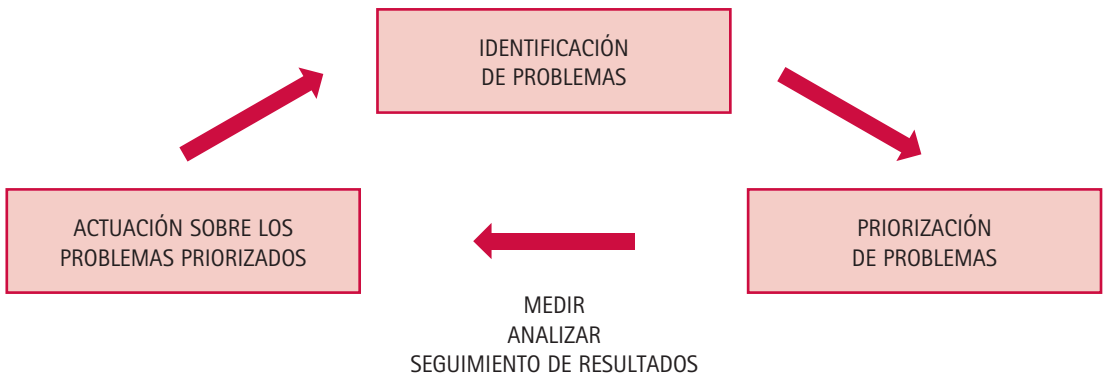 IDENTIFICACIÓN
DE PROBLEMAS
ACTUACIÓN SOBRE LOS
PROBLEMAS PRIORIZADOS
PRIORIZACIÓN
DE PROBLEMAS
MEDIR
ANALIZAR
SEGUIMIENTO DE RESULTADOS